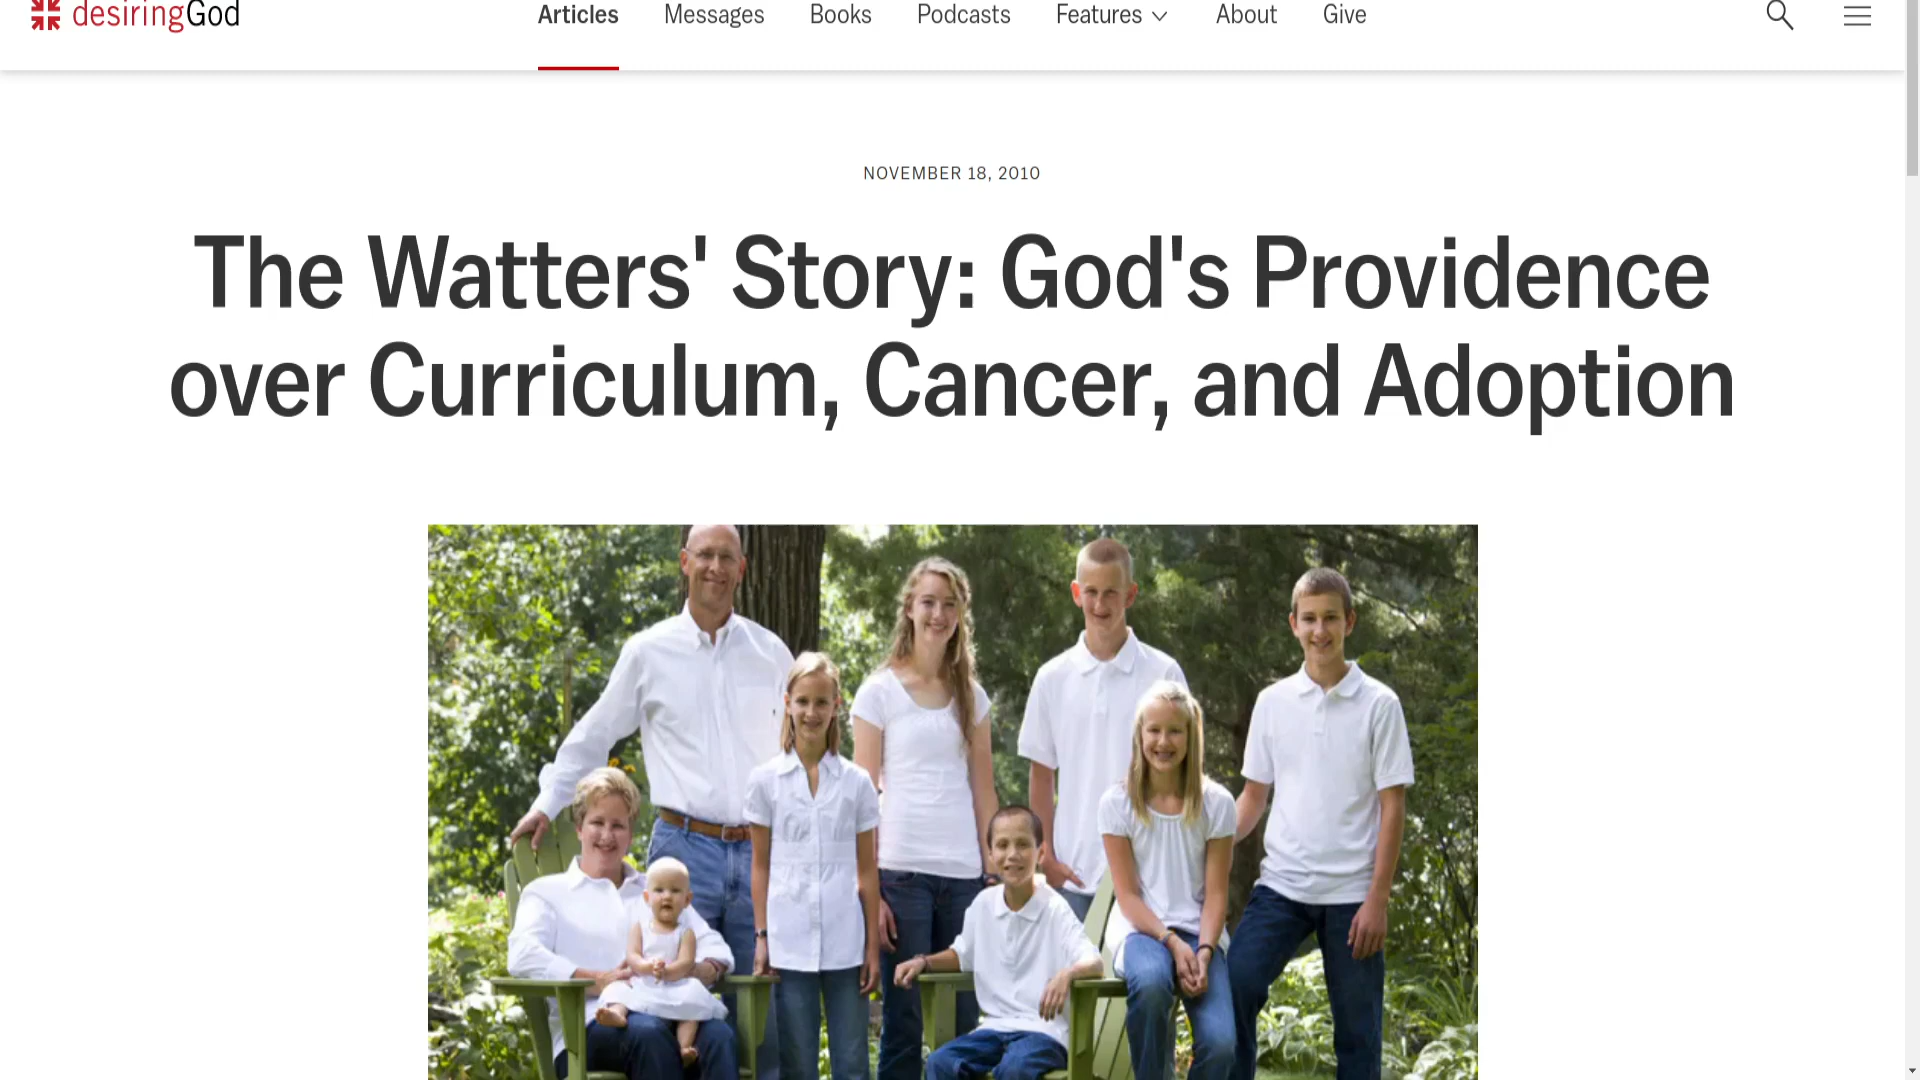 desiringGod
Articles Messages Books Podcasts Features About Give
NOVEMBER 18, 2010
The Watters' Story: God's Providence
over Curriculum, Cancer, and Adoption